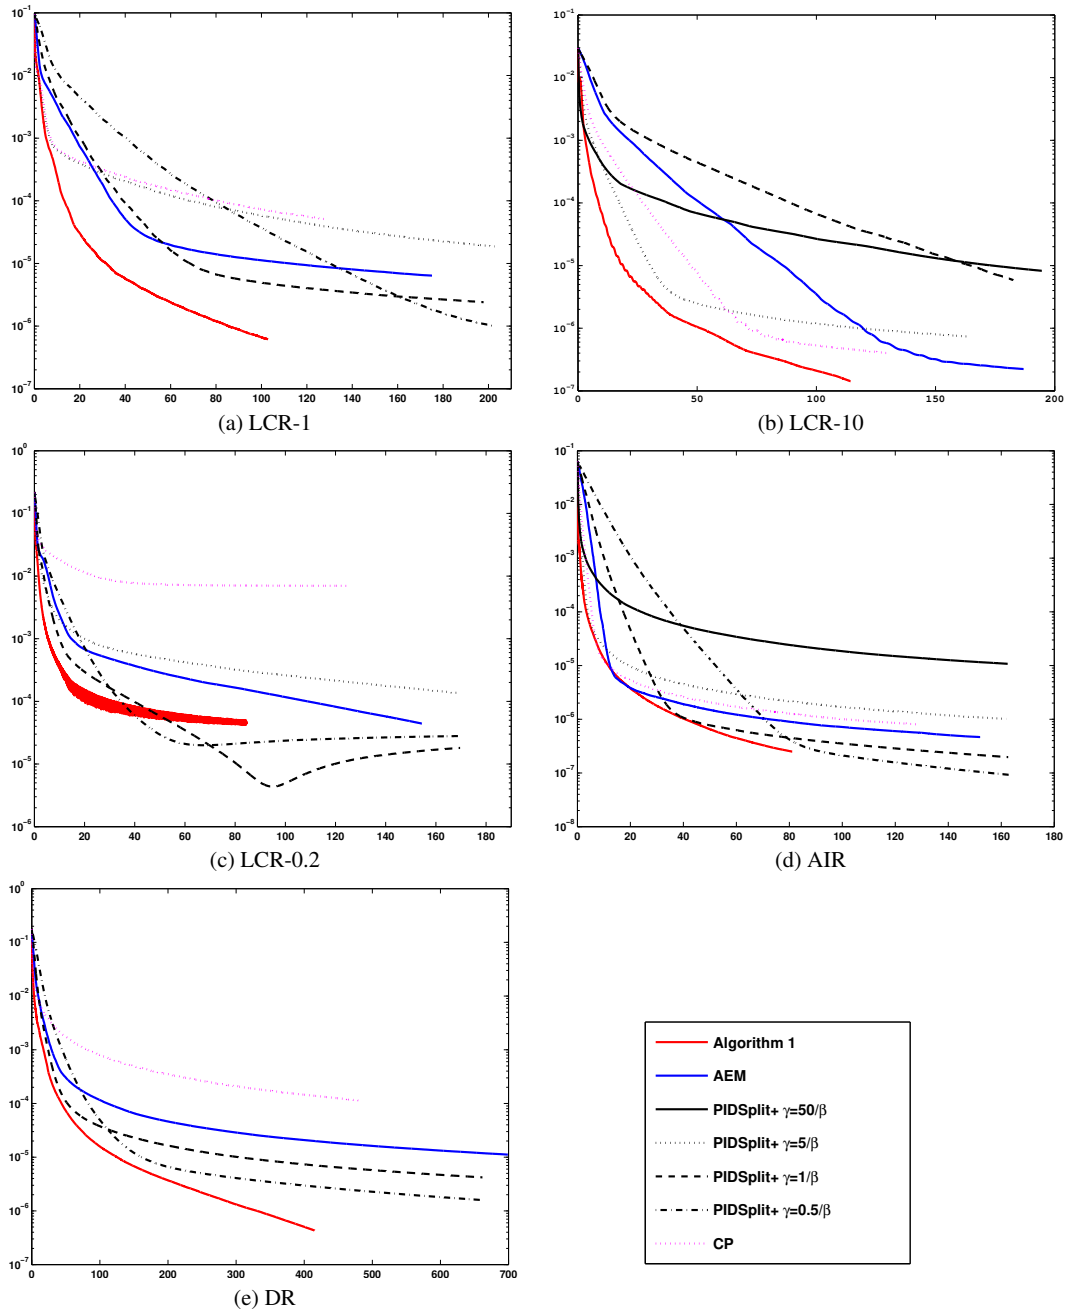 10⁻¹
10⁻²
10⁻³
10⁻⁴
10⁻⁵
10⁻⁶
10⁻⁷
0 20 40 60 80 100 120 140 160 180 200
(a) LCR-1
10⁻¹
10⁻²
10⁻³
10⁻⁴
10⁻⁵
10⁻⁶
10⁻⁷
0 50 100 150 200
(b) LCR-10
10⁰
10⁻¹
10⁻²
10⁻³
10⁻⁴
10⁻⁵
10⁻⁶
0 20 40 60 80 100 120 140 160 180
(c) LCR-0.2
10⁻¹
10⁻²
10⁻³
10⁻⁴
10⁻⁵
10⁻⁶
10⁻⁷
10⁻⁸
0 20 40 60 80 100 120 140 160 180
(d) AIR
10⁰
10⁻¹
10⁻²
10⁻³
10⁻⁴
10⁻⁵
10⁻⁶
10⁻⁷
0 100 200 300 400 500 600 700
(e) DR
Algorithm 1
AEM
PIDSplit+ γ=50/β
PIDSplit+ γ=5/β
PIDSplit+ γ=1/β
PIDSplit+ γ=0.5/β
CP